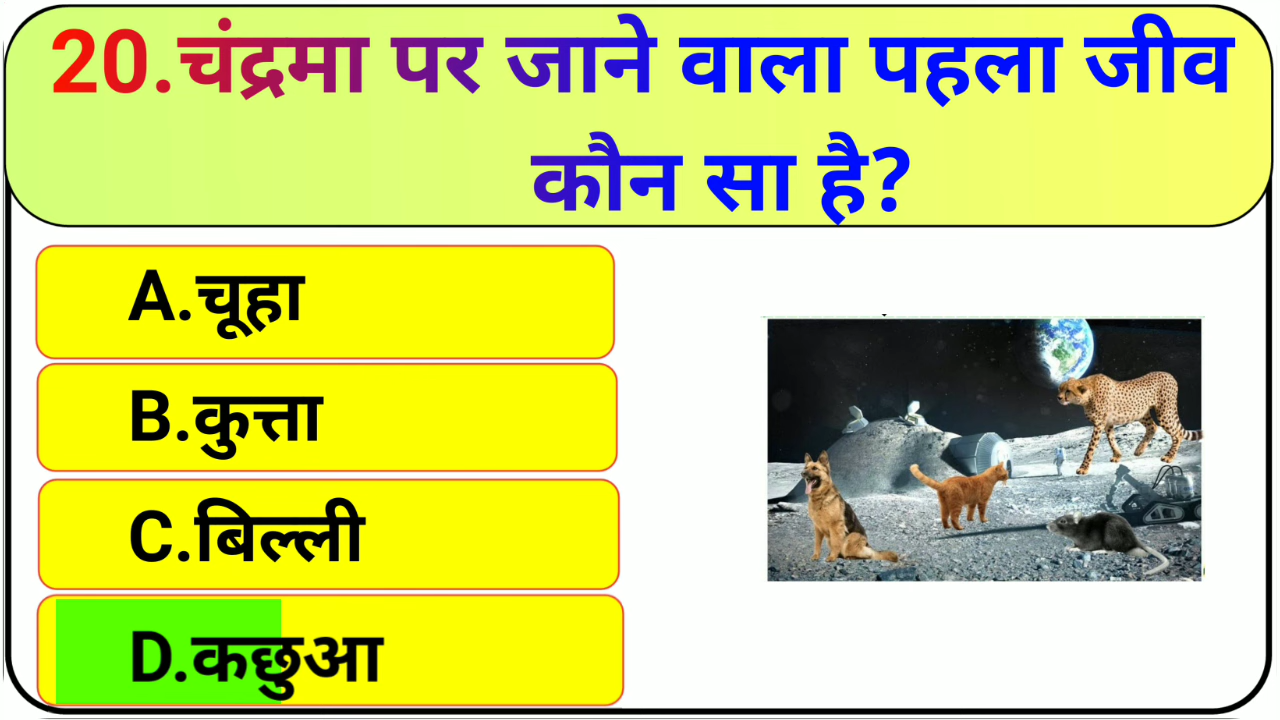 20.चंद्रमा पर जाने वाला पहला जीव
कौन सा है?
A.चूहा
B.कुत्ता
C.बिल्ली
D.कछुआ